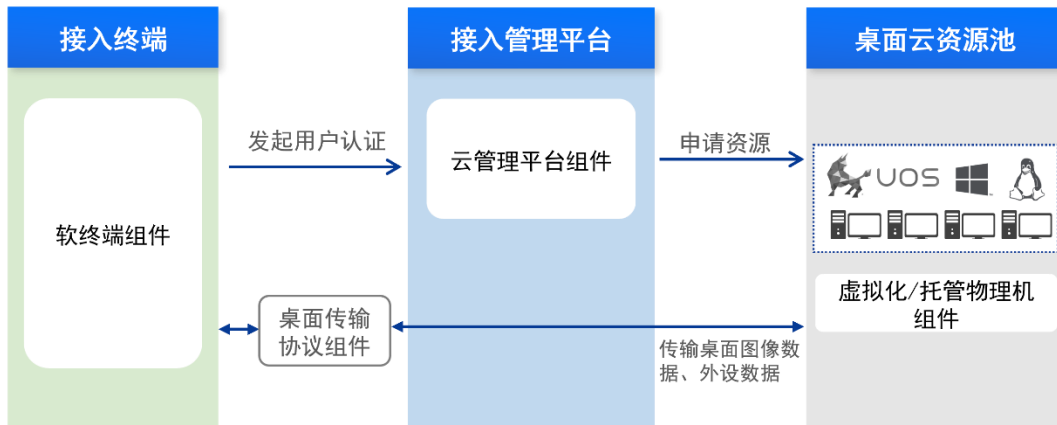 接入终端
接入管理平台
桌面云资源池
发起用户认证
云管理平台组件
申请资源
UOS
软终端组件
桌面传输
协议组件
虚拟化/托管物理机
组件
传输桌面图像数
据、外设数据